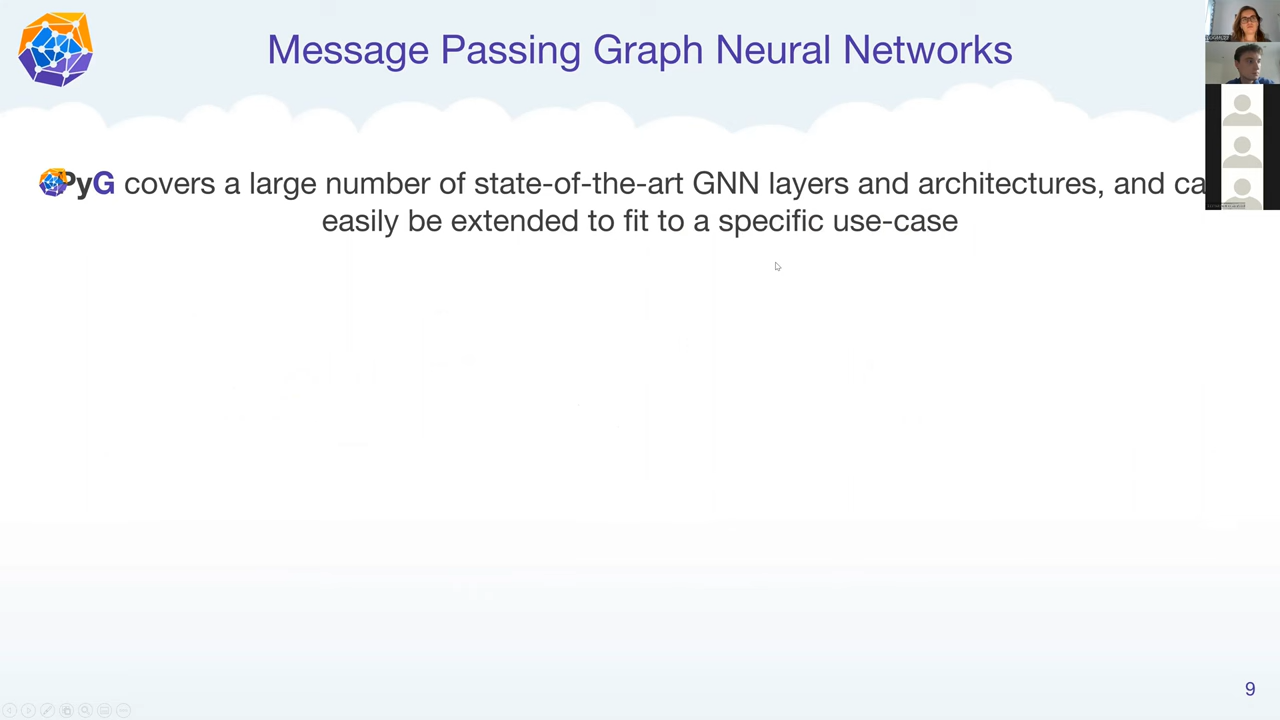 Message Passing Graph Neural Networks
PyG covers a large number of state-of-the-art GNN layers and architectures, and ca
easily be extended to fit to a specific use-case
9